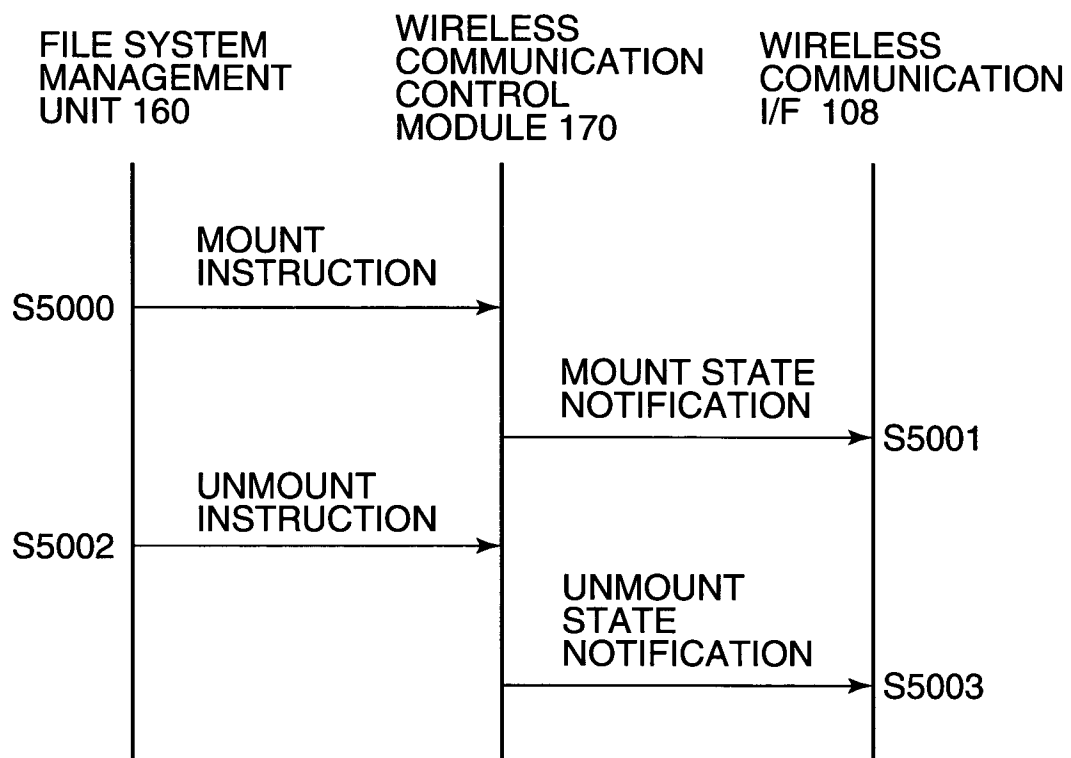 FILE SYSTEM
MANAGEMENT
UNIT 160
WIRELESS
COMMUNICATION
CONTROL
MODULE 170
WIRELESS
COMMUNICATION
I/F 108
MOUNT
INSTRUCTION
S5000
MOUNT STATE
NOTIFICATION
S5001
UNMOUNT
INSTRUCTION
S5002
UNMOUNT
STATE
NOTIFICATION
S5003